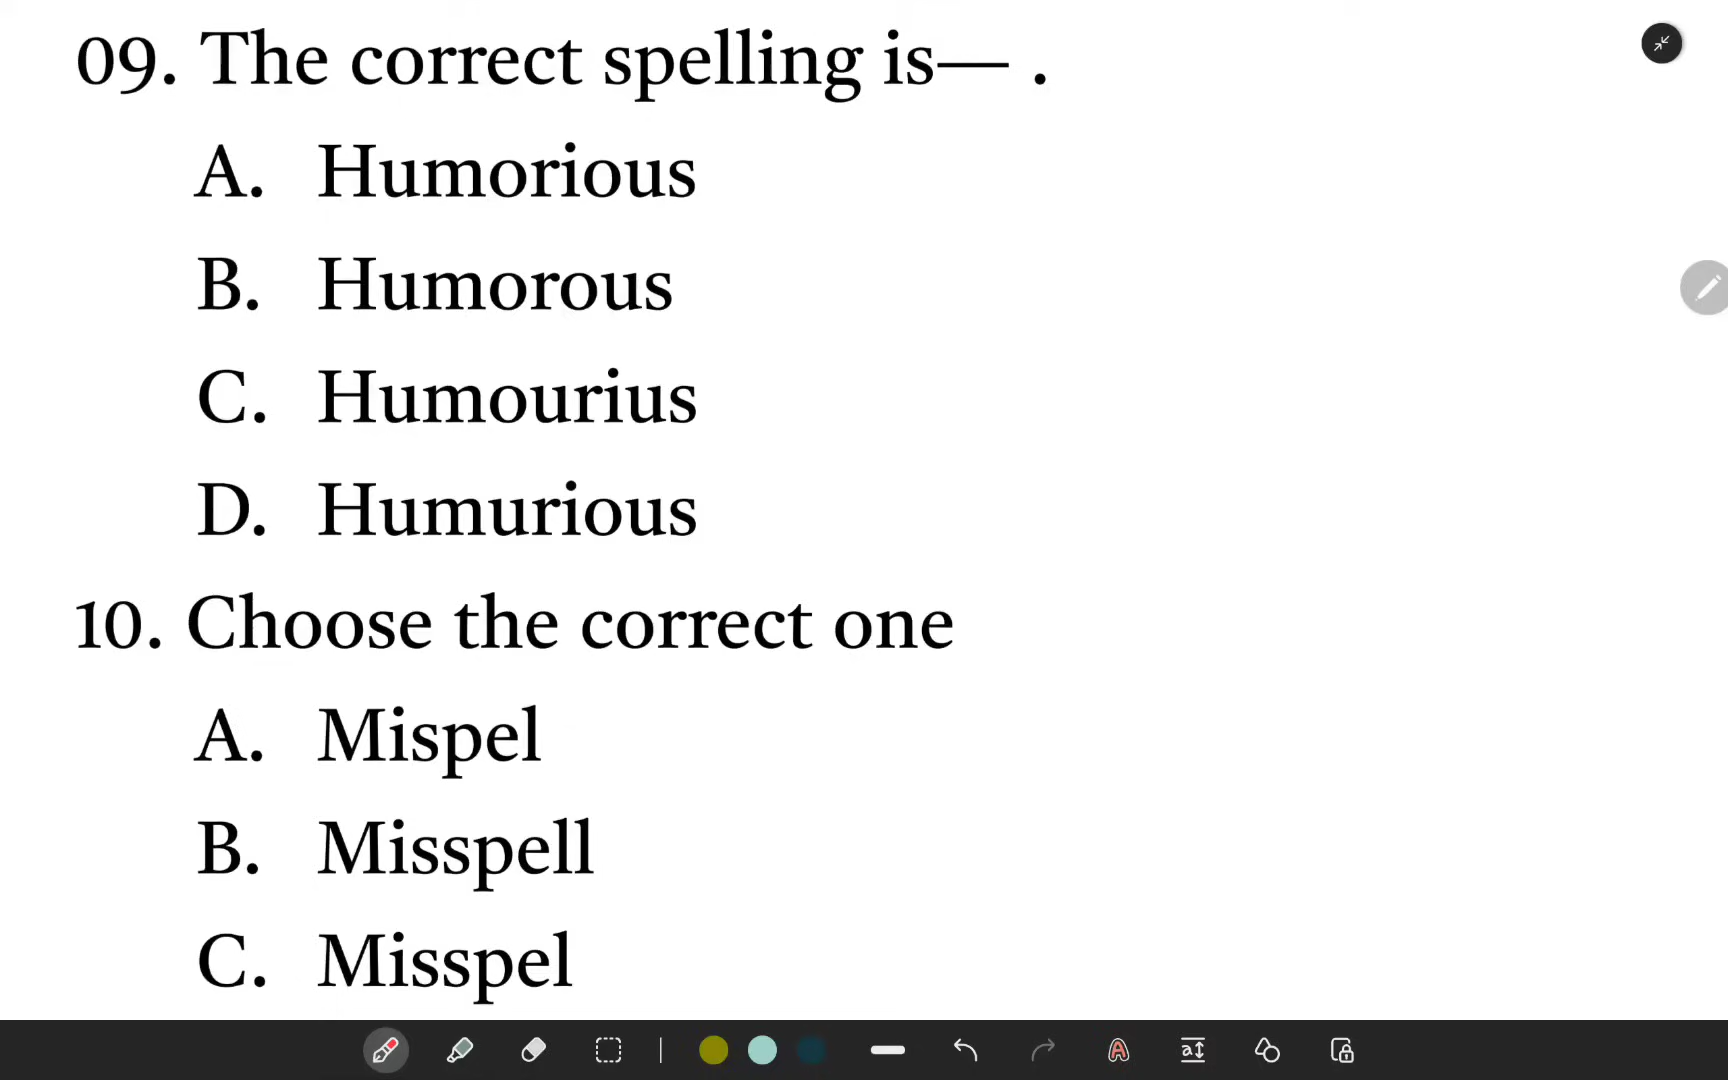 09. The correct spelling is— .
A. Humorious
B. Humorous
C. Humourius
D. Humurious
10. Choose the correct one
A. Mispel
B. Misspell
C. Misspel